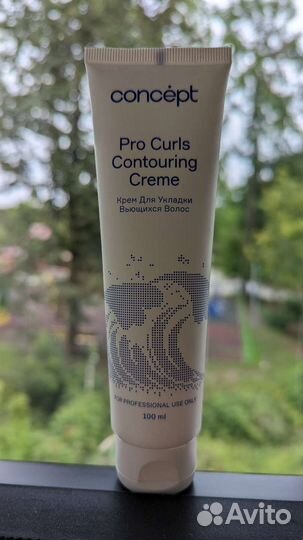 concept
Pro Curls
Contouring
Creme
Крем Для Укладки
Вьющихся Волос
FOR PROFESSIONAL USE ONLY
100 ml
Avito